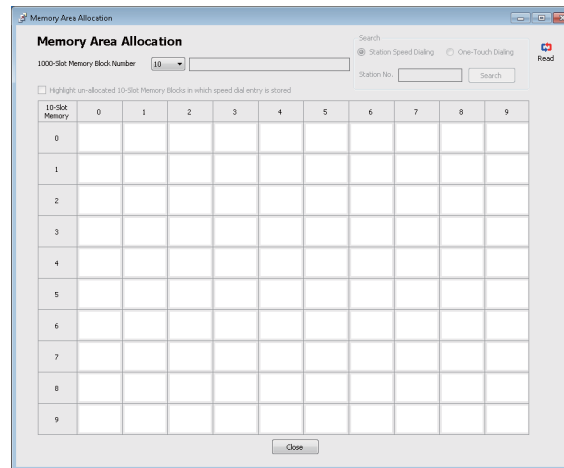 Memory Area Allocation
Memory Area Allocation
1000-Slot Memory Block Number 10
Search
Station Speed Dialing One-Touch Dialing
Station No. Search
Read
Highlight un-allocated 10-Slot Memory Blocks in which speed dial entry is stored
10-Slot Memory 0 1 2 3 4 5 6 7 8 9
0
1
2
3
4
5
6
7
8
9
Close